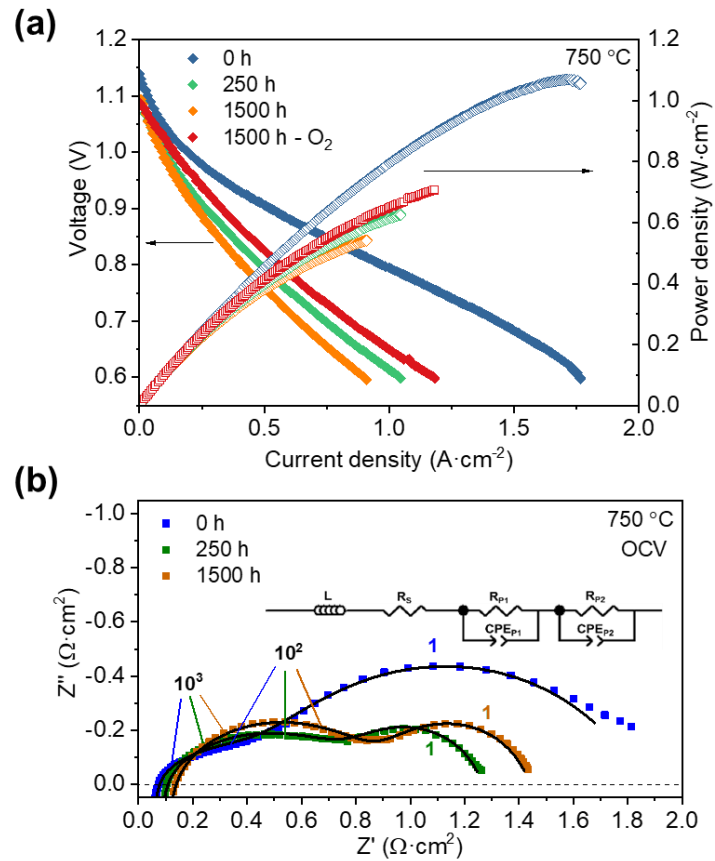 (a)
1.2
1.1
1.0
0.9
0.8
0.7
0.6
Voltage (V)
0 h
250 h
1500 h
1500 h - O₂
750 °C
1.2
1.0
0.8
0.6
0.4
0.2
0.0
Power density (W·cm⁻²)
0.0 0.5 1.0 1.5 2.0
Current density (A·cm⁻²)
(b)
-1.0
-0.8
-0.6
-0.4
-0.2
0.0
Z'' (Ω·cm²)
0 h
250 h
1500 h
750 °C
OCV
L Rs RP1 RP2
CPEP1 CPEP2
10³ 10² 1 1 1
0.0 0.2 0.4 0.6 0.8 1.0 1.2 1.4 1.6 1.8 2.0
Z' (Ω·cm²)